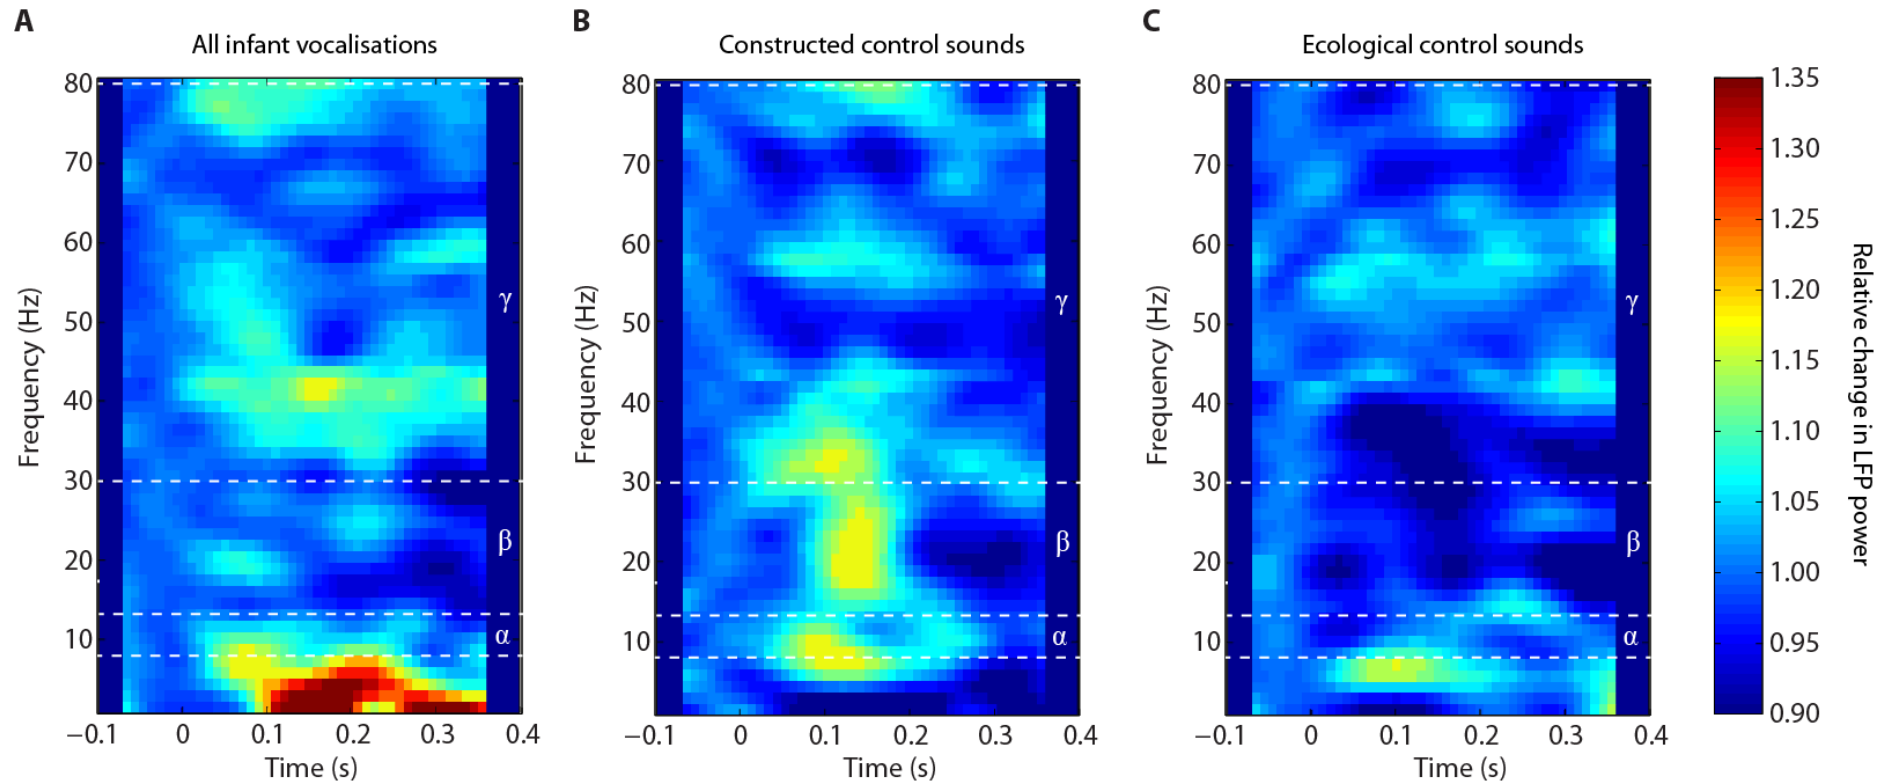 A
All infant vocalisations
80
70
60
50
40
30
20
10
Frequency (Hz)
γ
β
α
−0.1 0 0.1 0.2 0.3 0.4
Time (s)
B
Constructed control sounds
80
70
60
50
40
30
20
10
Frequency (Hz)
γ
β
α
−0.1 0 0.1 0.2 0.3 0.4
Time (s)
C
Ecological control sounds
80
70
60
50
40
30
20
10
Frequency (Hz)
γ
β
α
−0.1 0 0.1 0.2 0.3 0.4
Time (s)
1.35
1.30
1.25
1.20
1.15
1.10
1.05
1.00
0.95
0.90
Relative change in LFP power